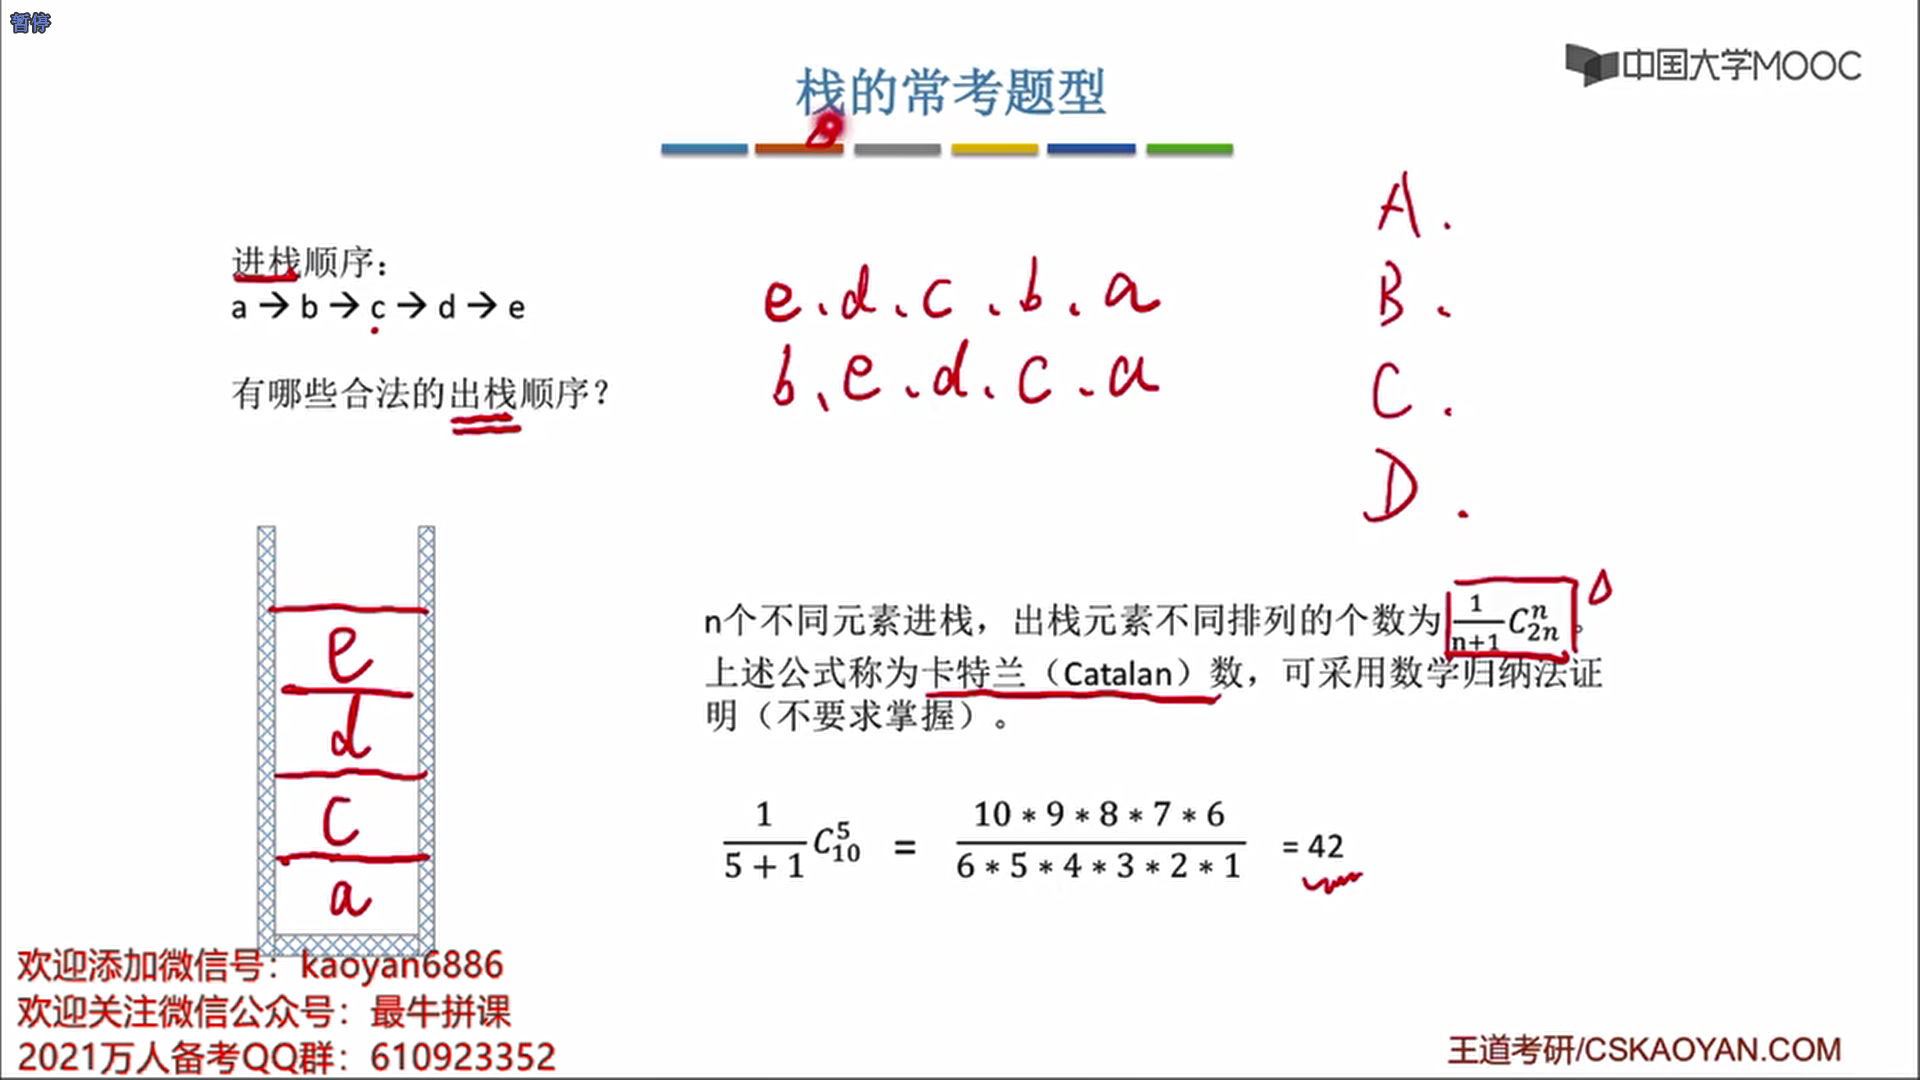 暂停
中国大学MOOC
栈的常考题型
进栈顺序：
a → b → c → d → e
有哪些合法的出栈顺序？
e.d.c.b.a
b、e.d.c.a
A.
B.
C.
D.
e
d
c
a
n个不同元素进栈，出栈元素不同排列的个数为 \frac{1}{n+1}C_{2n}^{n}。
上述公式称为卡特兰（Catalan）数，可采用数学归纳法证
明（不要求掌握）。
\frac{1}{5+1}C_{10}^{5} = \frac{10*9*8*7*6}{6*5*4*3*2*1} = 42
欢迎添加微信号：kaoyan6886
欢迎关注微信公众号：最牛拼课
2021万人备考QQ群：610923352
王道考研/CSKAOYAN.COM